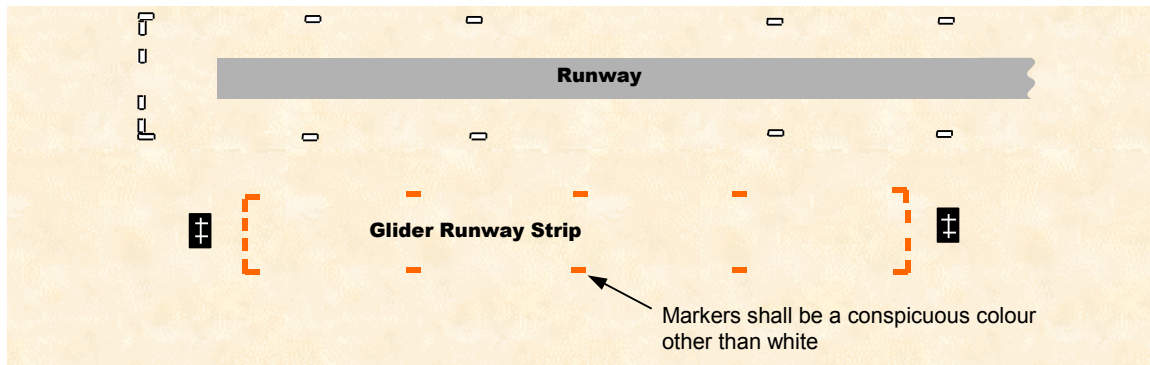 Runway
Glider Runway Strip
Markers shall be a conspicuous colour
other than white